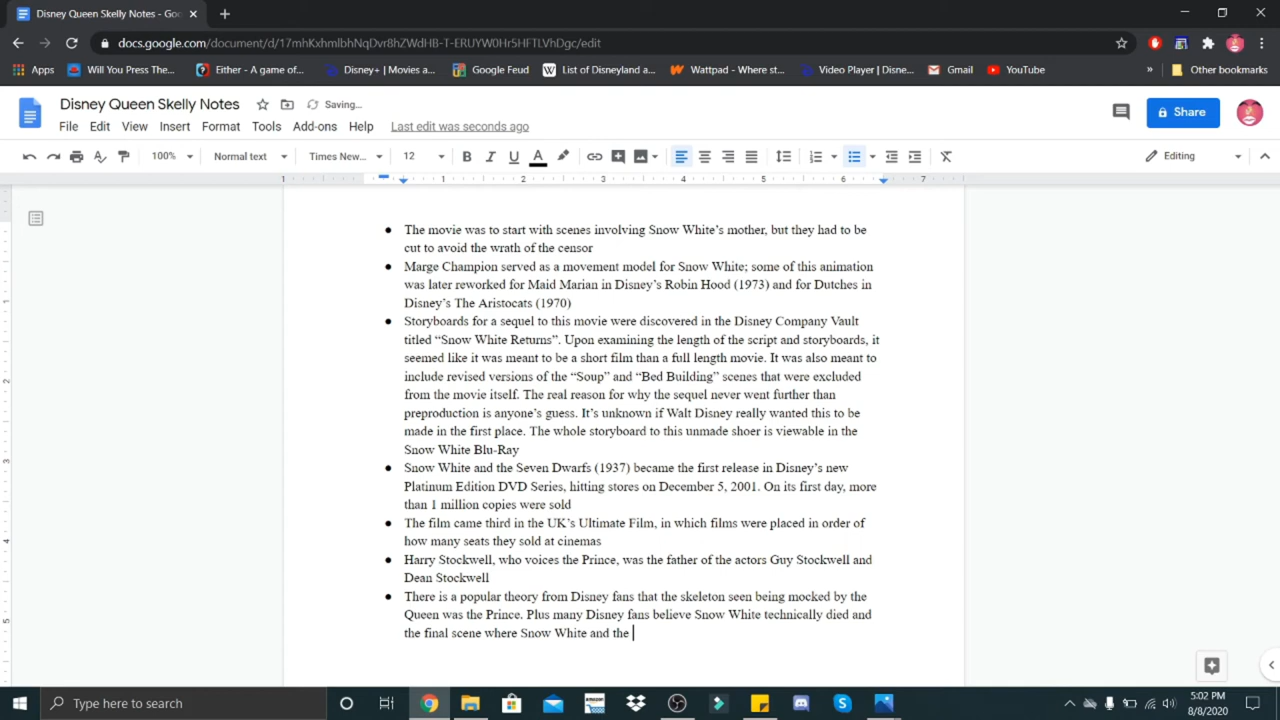 Disney Queen Skelly Notes - Goo
docs.google.com/document/d/17mhKxhmlbhNqDvr8hZWdHB-T-ERUYW0Hr5HFTLVhDgc/edit
Apps Will You Press The... Either - A game of... Disney+ | Movies a... Google Feud List of Disneyland a... Wattpad - Where st... Video Player | Disne... Gmail YouTube » Other bookmarks
Disney Queen Skelly Notes Saving...
Share
File Edit View Insert Format Tools Add-ons Help Last edit was seconds ago
100% Normal text Times New... 12 Editing
1 1 2 3 4 5 6 7
The movie was to start with scenes involving Snow White's mother, but they had to be
cut to avoid the wrath of the censor
Marge Champion served as a movement model for Snow White; some of this animation
was later reworked for Maid Marian in Disney's Robin Hood (1973) and for Dutches in
Disney's The Aristocats (1970)
Storyboards for a sequel to this movie were discovered in the Disney Company Vault
titled “Snow White Returns”. Upon examining the length of the script and storyboards, it
seemed like it was meant to be a short film than a full length movie. It was also meant to
include revised versions of the “Soup” and “Bed Building” scenes that were excluded
from the movie itself. The real reason for why the sequel never went further than
preproduction is anyone's guess. It's unknown if Walt Disney really wanted this to be
made in the first place. The whole storyboard to this unmade shoer is viewable in the
Snow White Blu-Ray
Snow White and the Seven Dwarfs (1937) became the first release in Disney's new
Platinum Edition DVD Series, hitting stores on December 5, 2001. On its first day, more
than 1 million copies were sold
The film came third in the UK's Ultimate Film, in which films were placed in order of
how many seats they sold at cinemas
Harry Stockwell, who voices the Prince, was the father of the actors Guy Stockwell and
Dean Stockwell
There is a popular theory from Disney fans that the skeleton seen being mocked by the
Queen was the Prince. Plus many Disney fans believe Snow White technically died and
the final scene where Snow White and the
Type here to search
5:02 PM
8/8/2020